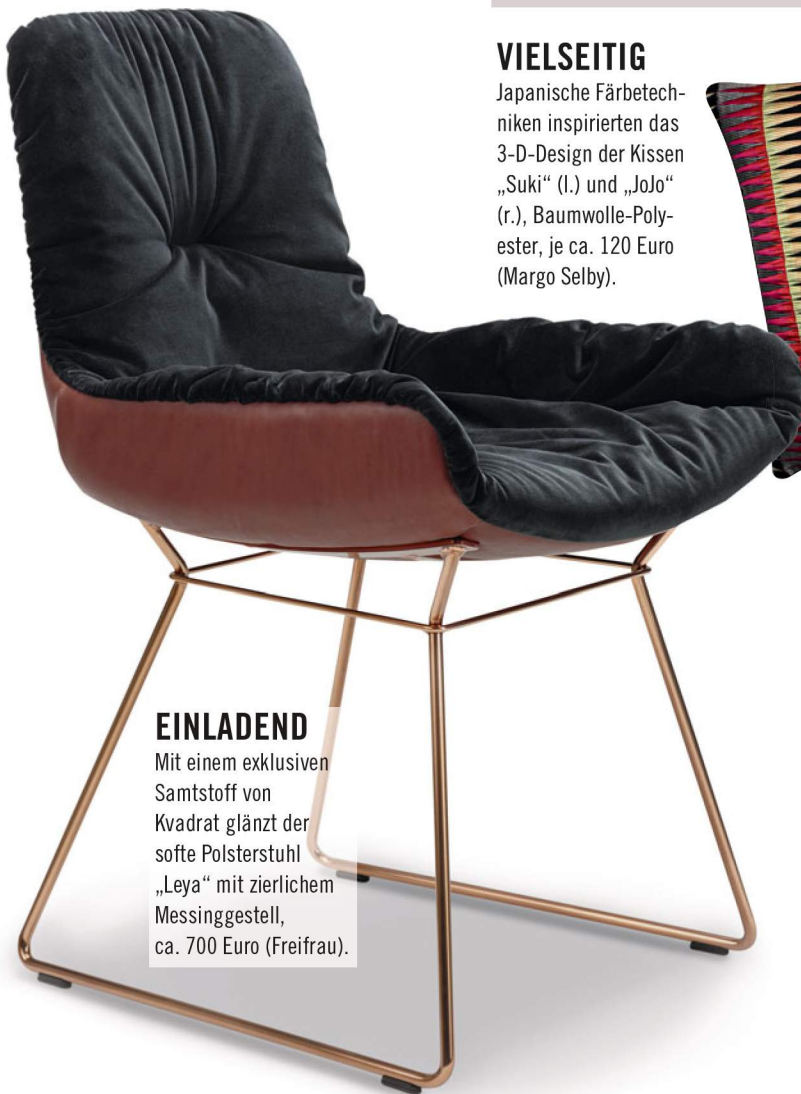 VIELSEITIG
Japanische Färbetech-
niken inspirierten das
3-D-Design der Kissen
„Suki“ (l.) und „JoJo“
(r.), Baumwolle-Poly-
ester, je ca. 120 Euro
(Margo Selby).
EINLADEND
Mit einem exklusiven
Samtstoff von
Kvadrat glänzt der
softe Polsterstuhl
„Leya“ mit zierlichem
Messinggestell,
ca. 700 Euro (Freifrau).